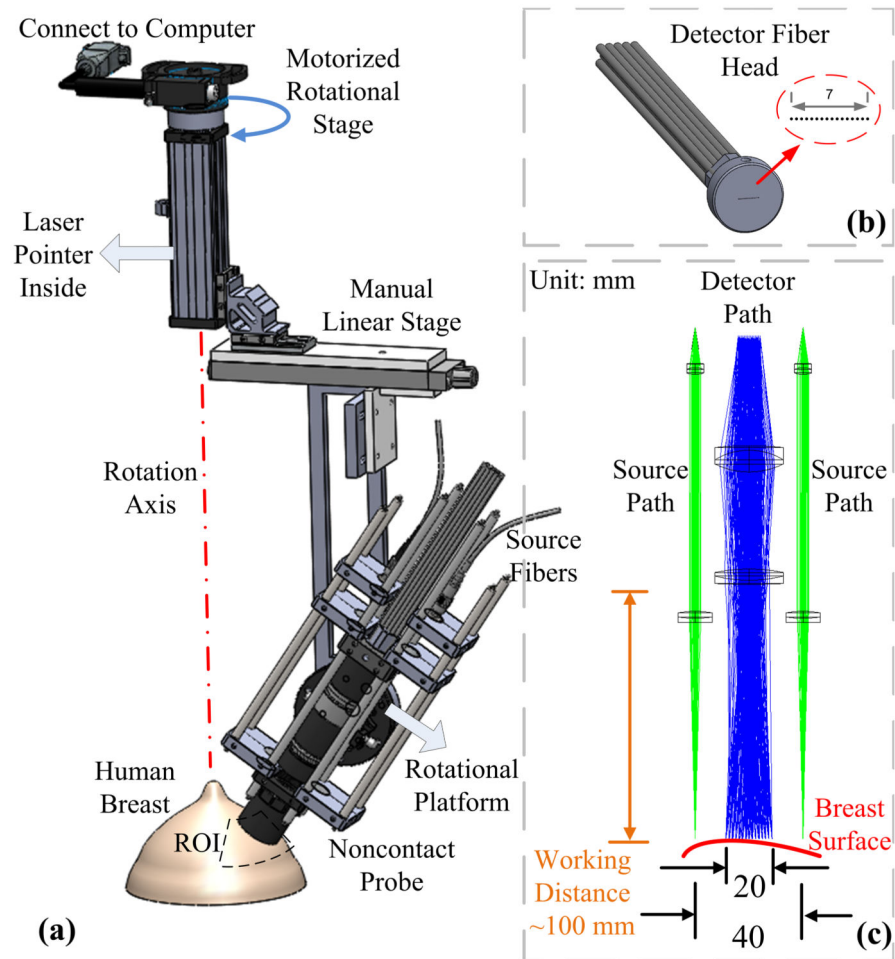 Connect to Computer
Motorized
Rotational
Stage
Laser
Pointer
Inside
Manual
Linear Stage
Rotation
Axis
Source
Fibers
Human
Breast
ROI
Rotational
Platform
Noncontact
Probe
(a)
Detector Fiber
Head
7
(b)
Unit: mm
Detector
Path
Source
Path
Source
Path
Breast
Surface
Working
Distance
~100 mm
20
40
(c)